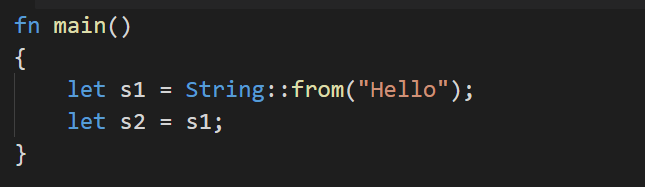 fn main()
{
    let s1 = String::from("Hello");
    let s2 = s1;
}